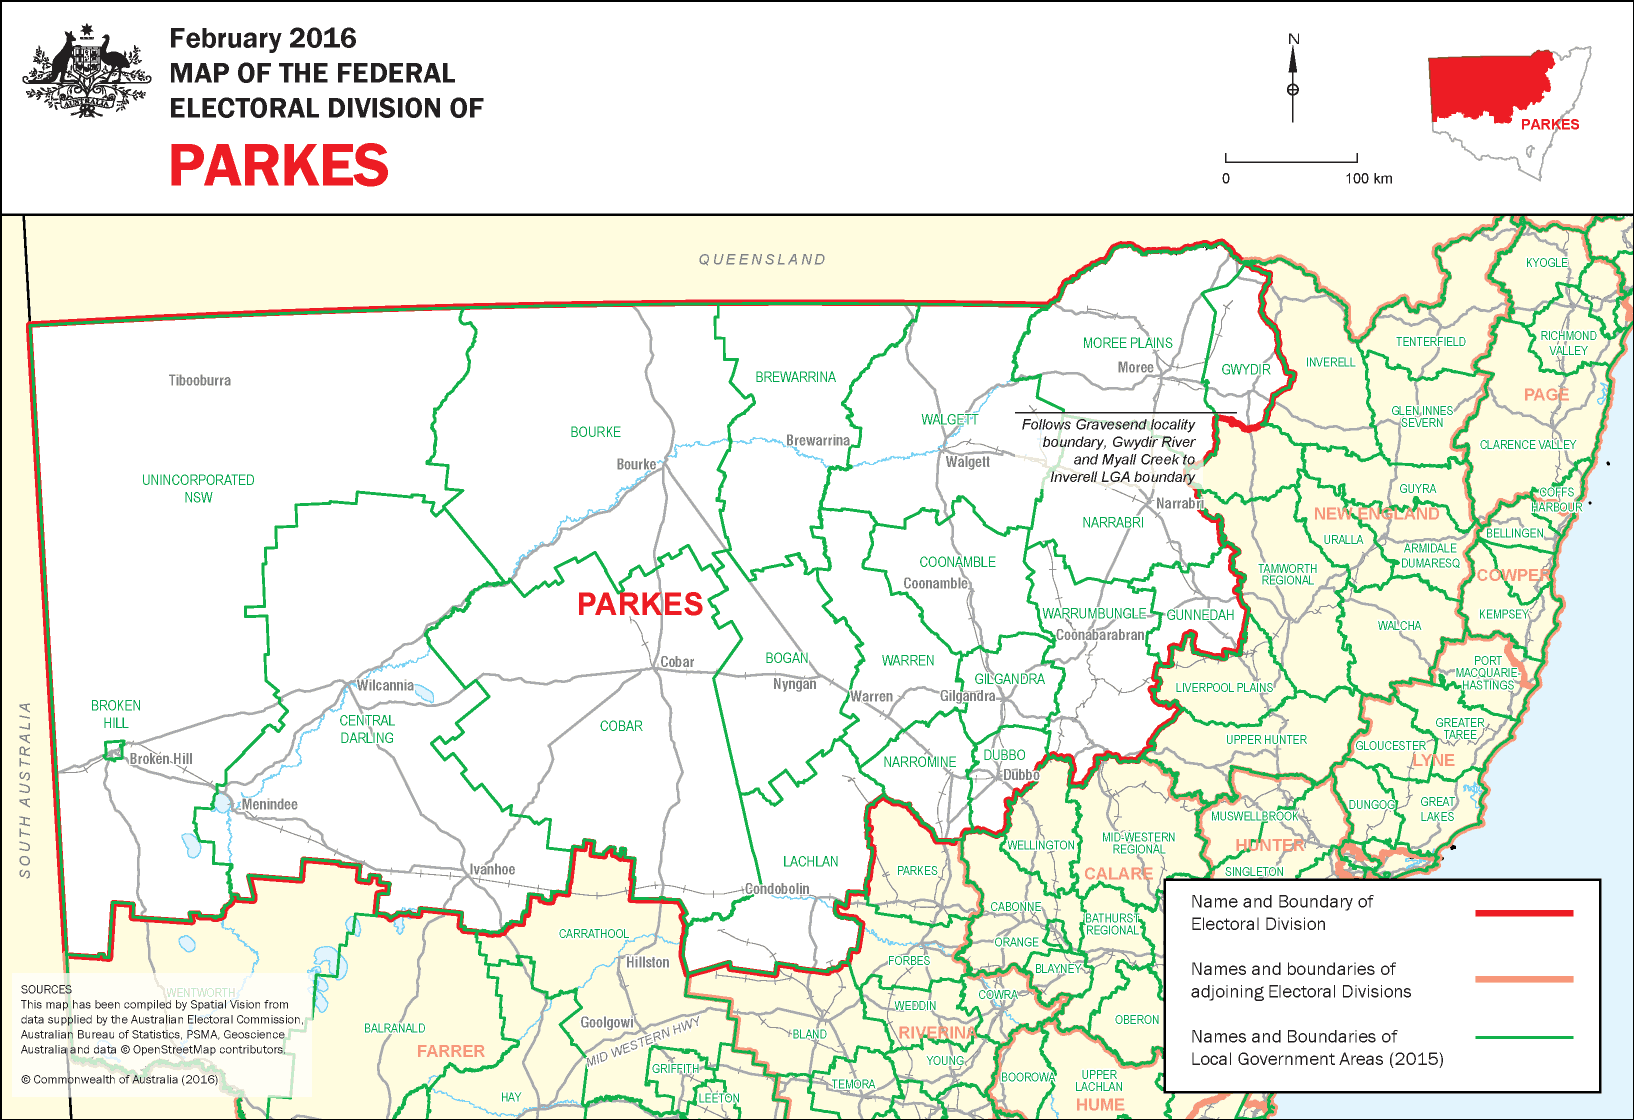 February 2016
MAP OF THE FEDERAL
ELECTORAL DIVISION OF
PARKES
AUSTRALIA
N
0 100 km
PARKES
QUEENSLAND
SOUTH AUSTRALIA
KYOGLE
RICHMOND
VALLEY
TENTERFIELD
INVERELL
MOREE PLAINS
Moree
GWYDIR
Tibooburra
BREWARRINA
PAGE
GLEN INNES
SEVERN
WALGETT
Follows Gravesend locality
boundary, Gwydir River
and Myall Creek to
Inverell LGA boundary
BOURKE
Brewarrina
CLARENCE VALLEY
Bourke
Walgett
UNINCORPORATED
NSW
GUYRA
COFFS
HARBOUR
Narrabri
NARRABRI
NEW ENGLAND
BELLINGEN
URALLA
ARMIDALE
DUMARESQ
COONAMBLE
Coonamble
TAMWORTH
REGIONAL
COWPER
PARKES
WARRUMBUNGLE
GUNNEDAH
KEMPSEY
WALCHA
Coonabarabran
BOGAN
WARREN
Cobar
PORT
MACQUARIE-
HASTINGS
Nyngan
GILGANDRA
Wilcannia
Warren
Gilgandra
LIVERPOOL PLAINS
BROKEN
HILL
CENTRAL
DARLING
COBAR
GREATER
TAREE
UPPER HUNTER
GLOUCESTER
LYNE
Broken Hill
NARROMINE
DUBBO
Dubbo
Menindee
DUNGOG
GREAT
LAKES
MUSWELLBROOK
WELLINGTON
MID-WESTERN
REGIONAL
HUNTER
LACHLAN
Ivanhoe
PARKES
CALARE
SINGLETON
Condobolin
CABONNE
BATHURST
REGIONAL
CARRATHOOL
ORANGE
Hillston
FORBES
BLAYNEY
WENTWORTH
WEDDIN
COWRA
Goolgowi
BALRANALD
MID WESTERN HWY
BLAND
RIVERINA
OBERON
FARRER
YOUNG
GRIFFITH
BOOROWA
UPPER
LACHLAN
TEMORA
HAY
LEETON
HUME
Name and Boundary of
Electoral Division
Names and boundaries of
adjoining Electoral Divisions
Names and Boundaries of
Local Government Areas (2015)
SOURCES
This map has been compiled by Spatial Vision from
data supplied by the Australian Electoral Commission,
Australian Bureau of Statistics, PSMA, Geoscience
Australia and data © OpenStreetMap contributors.
© Commonwealth of Australia (2016)